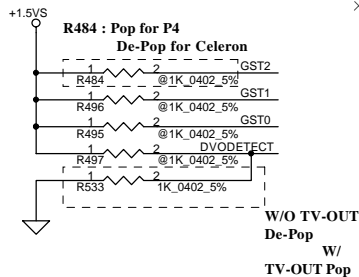 +1.5VS
R484 : Pop for P4
De-Pop for Celeron
1 2 GST2
R484 @1K_0402_5%
1 2 GST1
R496 @1K_0402_5%
1 2 GST0
R495 @1K_0402_5%
1 2 DVODETECT
R497 @1K_0402_5%
1 2
R533 1K_0402_5%
W/O TV-OUT
De-Pop
W/
TV-OUT Pop